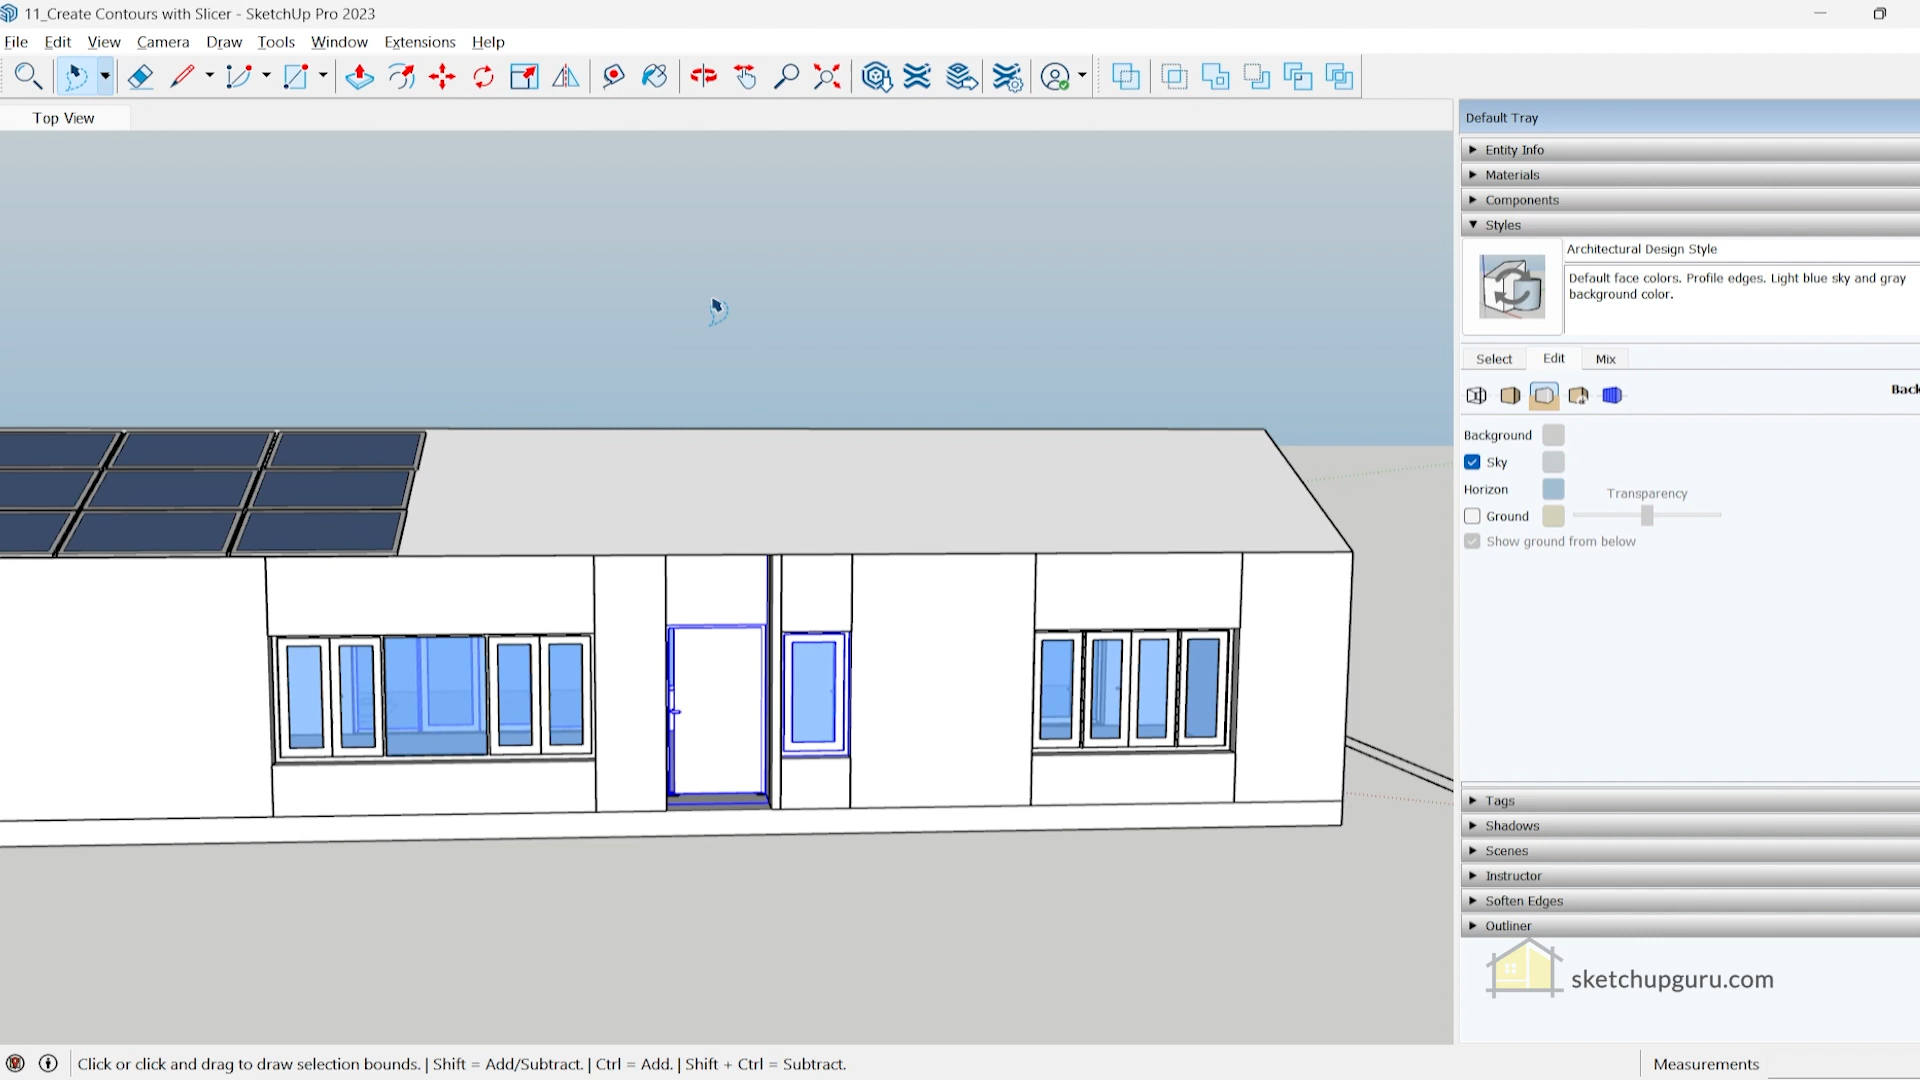 11_Create Contours with Slicer - SketchUp Pro 2023
File Edit View Camera Draw Tools Window Extensions Help
Top View
Default Tray
Entity Info
Materials
Components
Styles
Architectural Design Style
Default face colors. Profile edges. Light blue sky and gray
background color.
Select Edit Mix
Back
Background
Sky
Horizon
Transparency
Ground
Show ground from below
Tags
Shadows
Scenes
Instructor
Soften Edges
Outliner
sketchupguru.com
Click or click and drag to draw selection bounds. | Shift = Add/Subtract. | Ctrl = Add. | Shift + Ctrl = Subtract.
Measurements